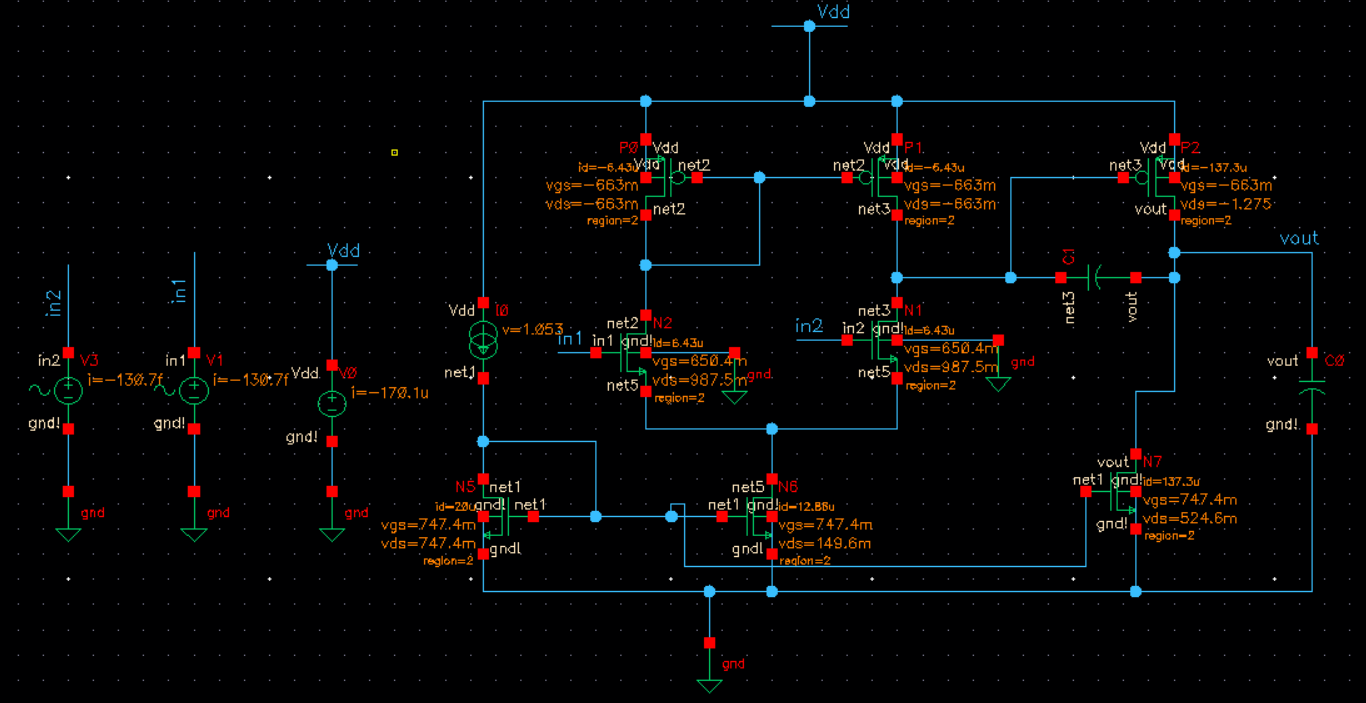 Vdd
P0
Vdd
Vdd
net2
id=-6.43u
vgs=-663m
vds=-663m
region=2
net2
P1
net2
Vdd
id=-6.43u
vgs=-663m
vds=-663m
region=2
net3
P2
Vdd
net3
Vdd
id=-137.3u
vgs=-663m
vds=-1.275
region=2
vout
vout
C1
net3
vout
in2
in1
Vdd
in2
V3
i=-130.7f
gnd!
gnd
in1
V1
i=-130.7f
gnd!
gnd
Vdd
V0
i=-170.1u
gnd!
gnd
Vdd
I0
v=1.053
net1
in1
net2
N2
in1
gnd!
id=6.43u
vgs=650.4m
vds=987.5m
region=2
net5
gnd
in2
net3
N1
in2
gnd!
id=6.43u
vgs=650.4m
vds=987.5m
region=2
net5
gnd
vout
C0
gnd!
N5
net1
id=20u
gnd!
net1
vgs=747.4m
vds=747.4m
region=2
gnd!
net5
N6
net1
gnd!
id=12.86u
vgs=747.4m
vds=149.6m
region=2
gnd!
vout
N7
net1
gnd!
id=137.3u
vgs=747.4m
vds=524.6m
region=2
gnd!
gnd